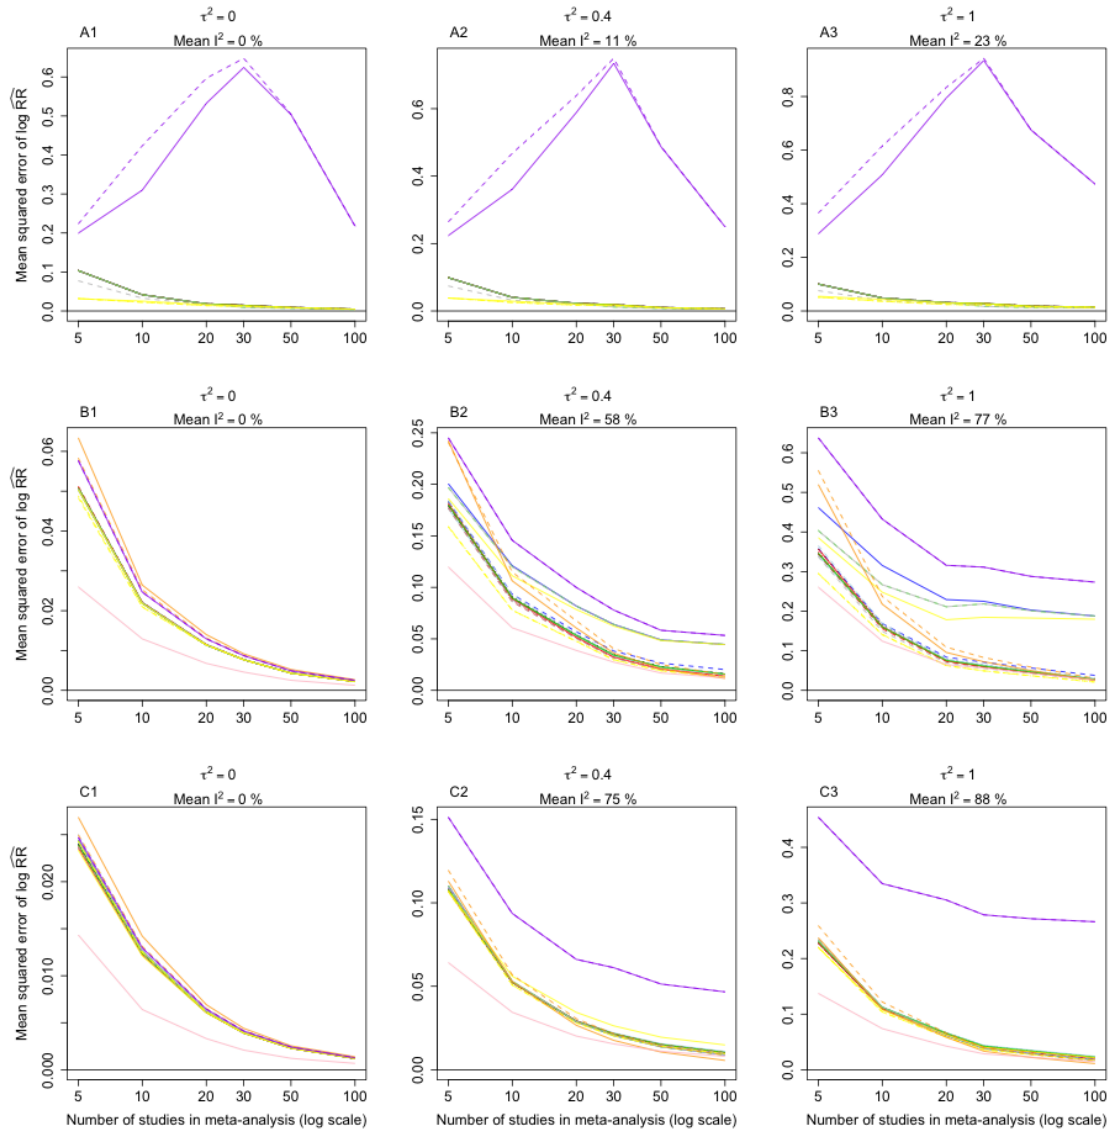 τ² = 0
τ² = 0.4
τ² = 1
A1
Mean I² = 0 %
A2
Mean I² = 11 %
A3
Mean I² = 23 %
Mean squared error of log R̂R̂
0.0 0.1 0.2 0.3 0.4 0.5 0.6
0.0 0.2 0.4 0.6
0.0 0.2 0.4 0.6 0.8
5 10 20 30 50 100
5 10 20 30 50 100
5 10 20 30 50 100
τ² = 0
τ² = 0.4
τ² = 1
B1
Mean I² = 0 %
B2
Mean I² = 58 %
B3
Mean I² = 77 %
Mean squared error of log R̂R̂
0.00 0.02 0.04 0.06
0.00 0.05 0.10 0.15 0.20 0.25
0.0 0.1 0.2 0.3 0.4 0.5 0.6
5 10 20 30 50 100
5 10 20 30 50 100
5 10 20 30 50 100
τ² = 0
τ² = 0.4
τ² = 1
C1
Mean I² = 0 %
C2
Mean I² = 75 %
C3
Mean I² = 88 %
Mean squared error of log R̂R̂
0.000 0.010 0.020
0.00 0.05 0.10 0.15
0.0 0.1 0.2 0.3 0.4
5 10 20 30 50 100
5 10 20 30 50 100
5 10 20 30 50 100
Number of studies in meta-analysis (log scale)
Number of studies in meta-analysis (log scale)
Number of studies in meta-analysis (log scale)